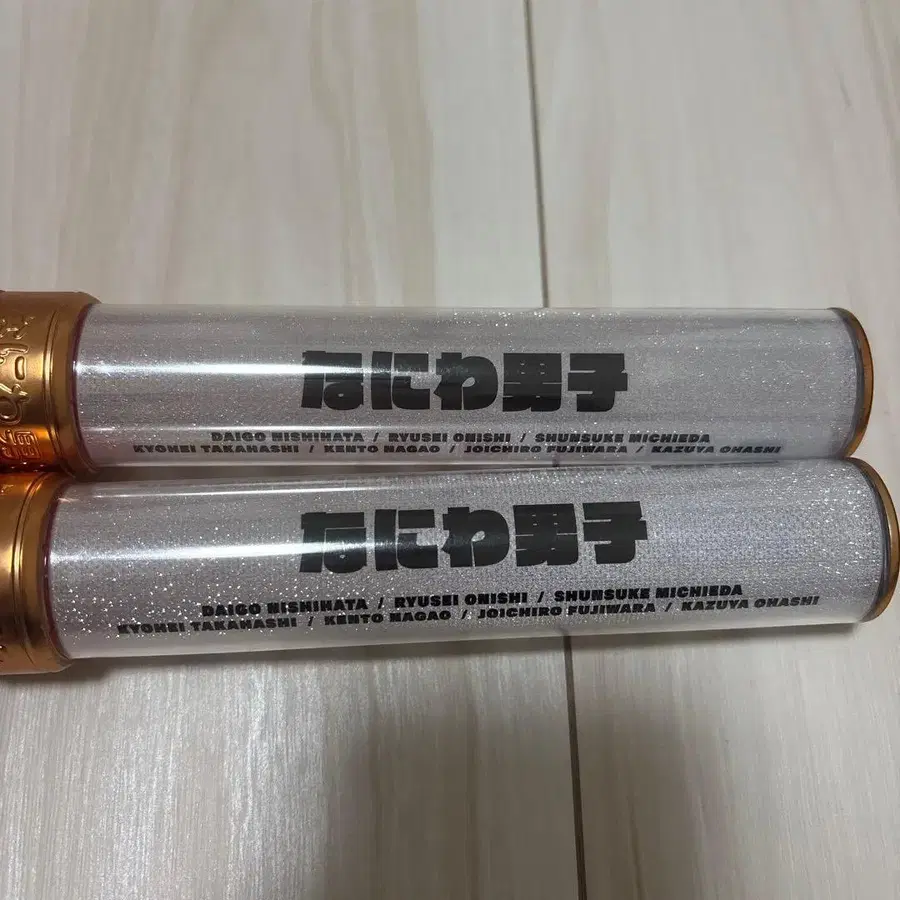 なにわ男子
DAIGO NISHIHATA / RYUSEI ONISHI / SHUNSUKE MICHIEDA
KYOHEI TAKAHASHI / KENTO NAGAO / JOICHIRO FUJIWARA / KAZUYA OHASHI
なにわ男子
DAIGO NISHIHATA / RYUSEI ONISHI / SHUNSUKE MICHIEDA
KYOHEI TAKAHASHI / KENTO NAGAO / JOICHIRO FUJIWARA / KAZUYA OHASHI